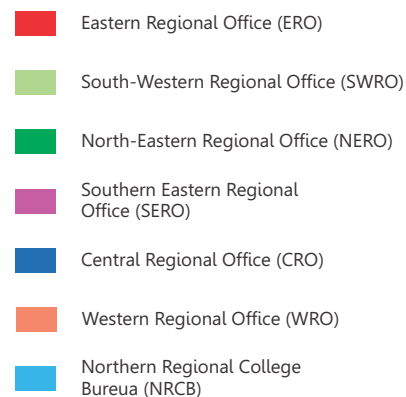 Eastern Regional Office (ERO)
South-Western Regional Office (SWRO)
North-Eastern Regional Office (NERO)
Southern Eastern Regional
Office (SERO)
Central Regional Office (CRO)
Western Regional Office (WRO)
Northern Regional College
Bureua (NRCB)